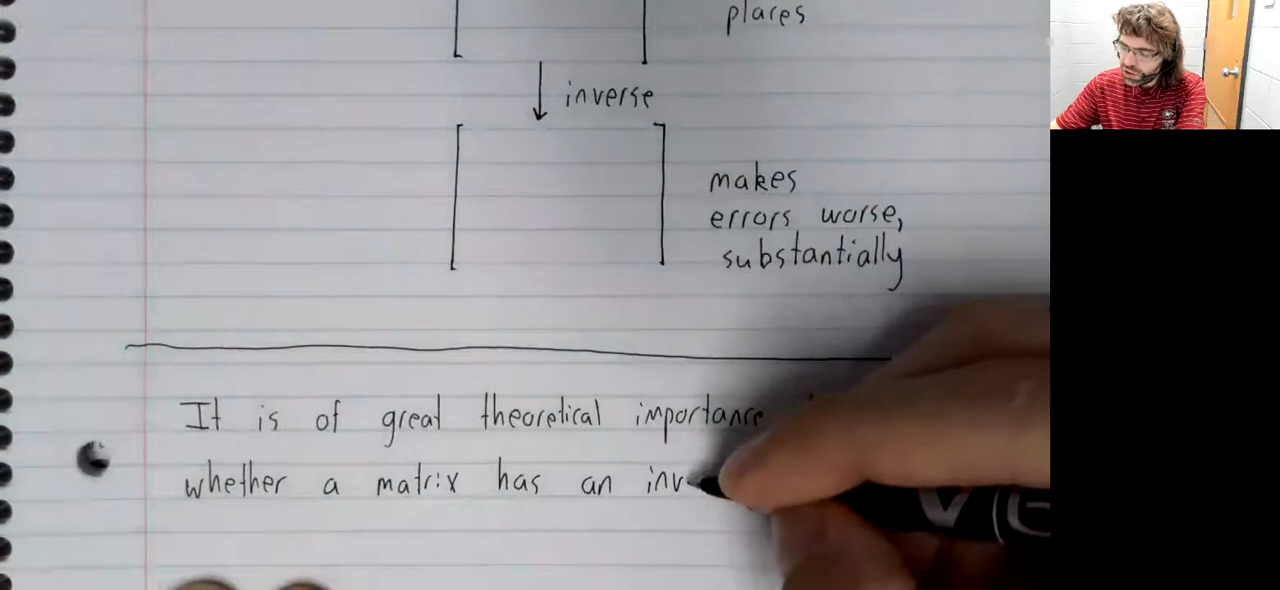 places
inverse
makes
errors worse,
substantially
It is of great theoretical importance
whether a matrix has an inv